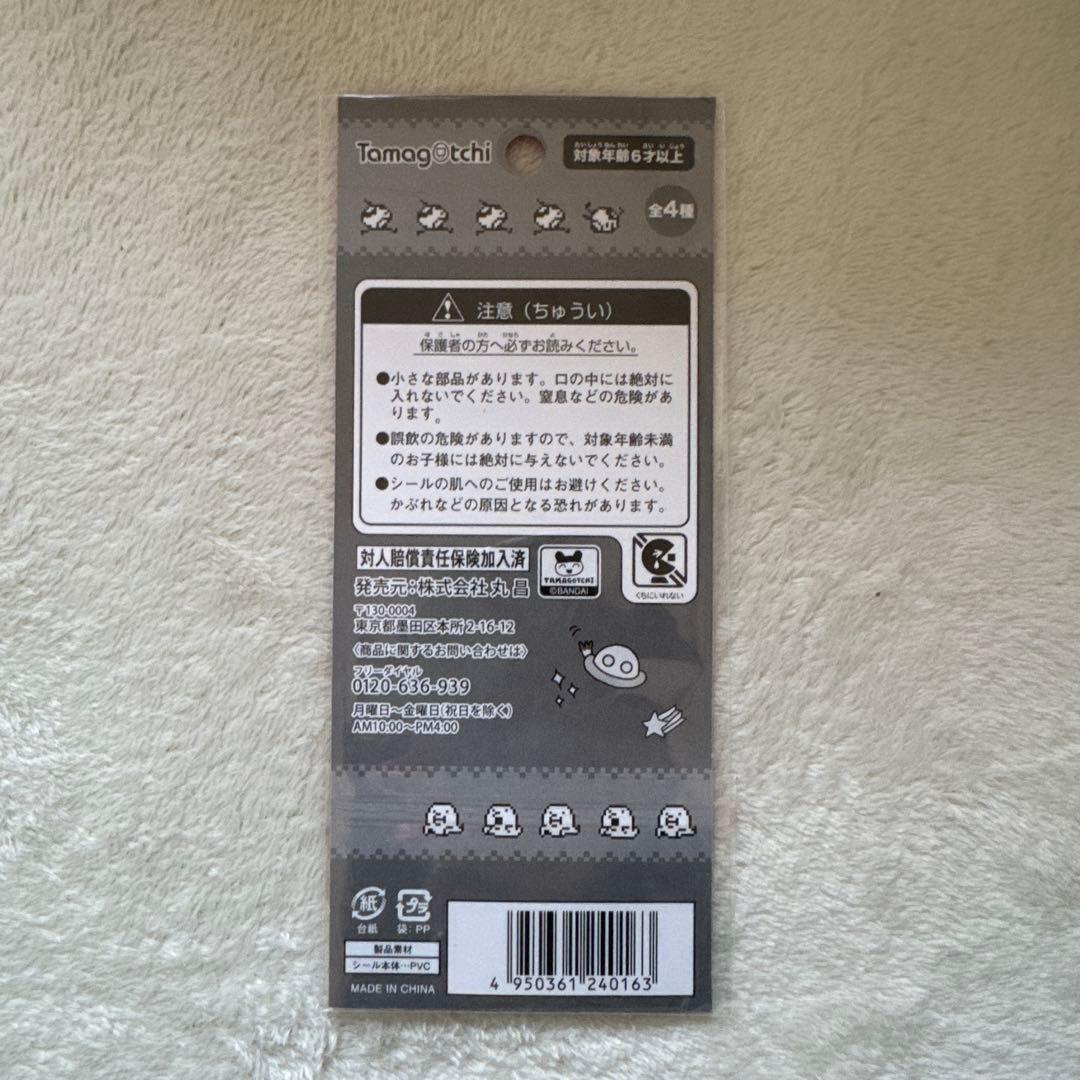 Tamagotchi
たいしょうねんれい さい いじょう
対象年齢6才以上
全4種
注意（ちゅうい）
ほごしゃ かた かなら よ
保護者の方へ必ずお読みください。
●小さな部品があります。口の中には絶対に
入れないでください。窒息などの危険があ
ります。
●誤飲の危険がありますので、対象年齢未満
のお子様には絶対に与えないでください。
●シールの肌へのご使用はお避けください。
かぶれなどの原因となる恐れがあります。
くちにいれない
対人賠償責任保険加入済
TAMAGOTCHI
©BANDAI
発売元：株式会社丸昌
〒130-0004
東京都墨田区本所2-16-12
〈商品に関するお問い合わせは〉
フリーダイヤル
0120-636-939
月曜日～金曜日(祝日を除く)
AM10:00～PM4:00
紙 プラ
台紙 袋：PP
製品素材
シール本体…PVC
MADE IN CHINA
4 950361 240163